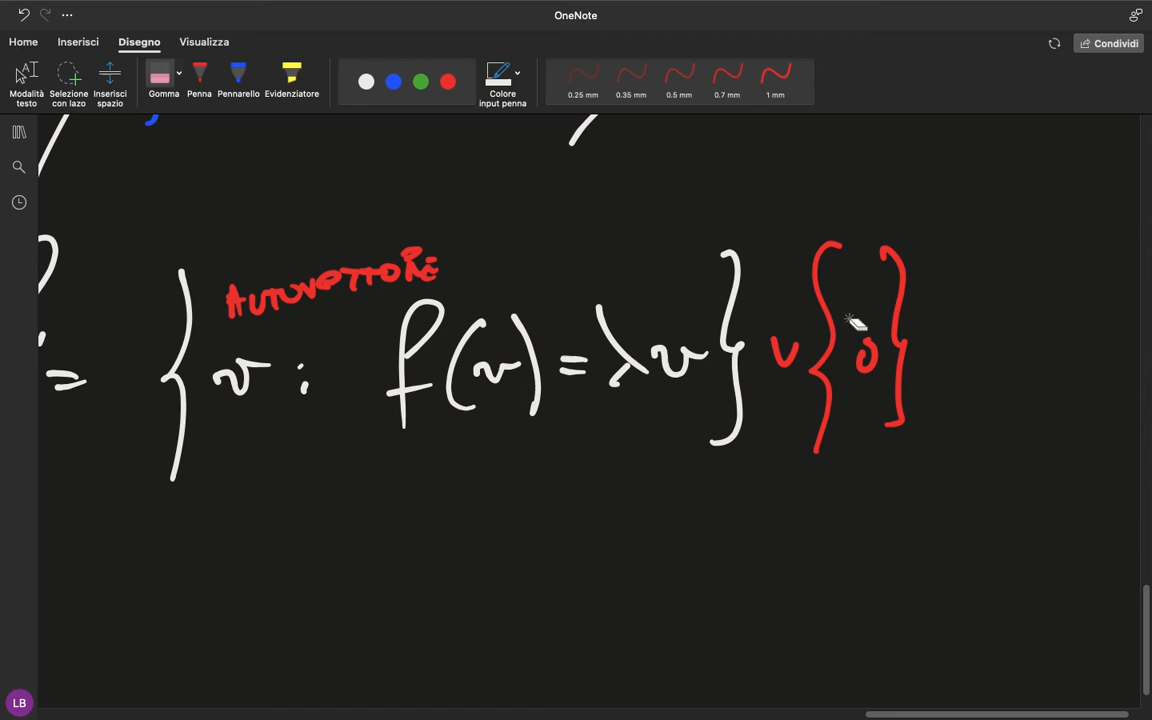 OneNote
Home Inserisci Disegno Visualizza
Condividi
Modalità testo
Selezione con lazo
Inserisci spazio
Gomma
Penna
Pennarello
Evidenziatore
Colore input penna
0.25 mm 0.35 mm 0.5 mm 0.7 mm 1 mm
AUTOVETTORE
= { v : f(v) = λv } ∪ { 0 }
LB